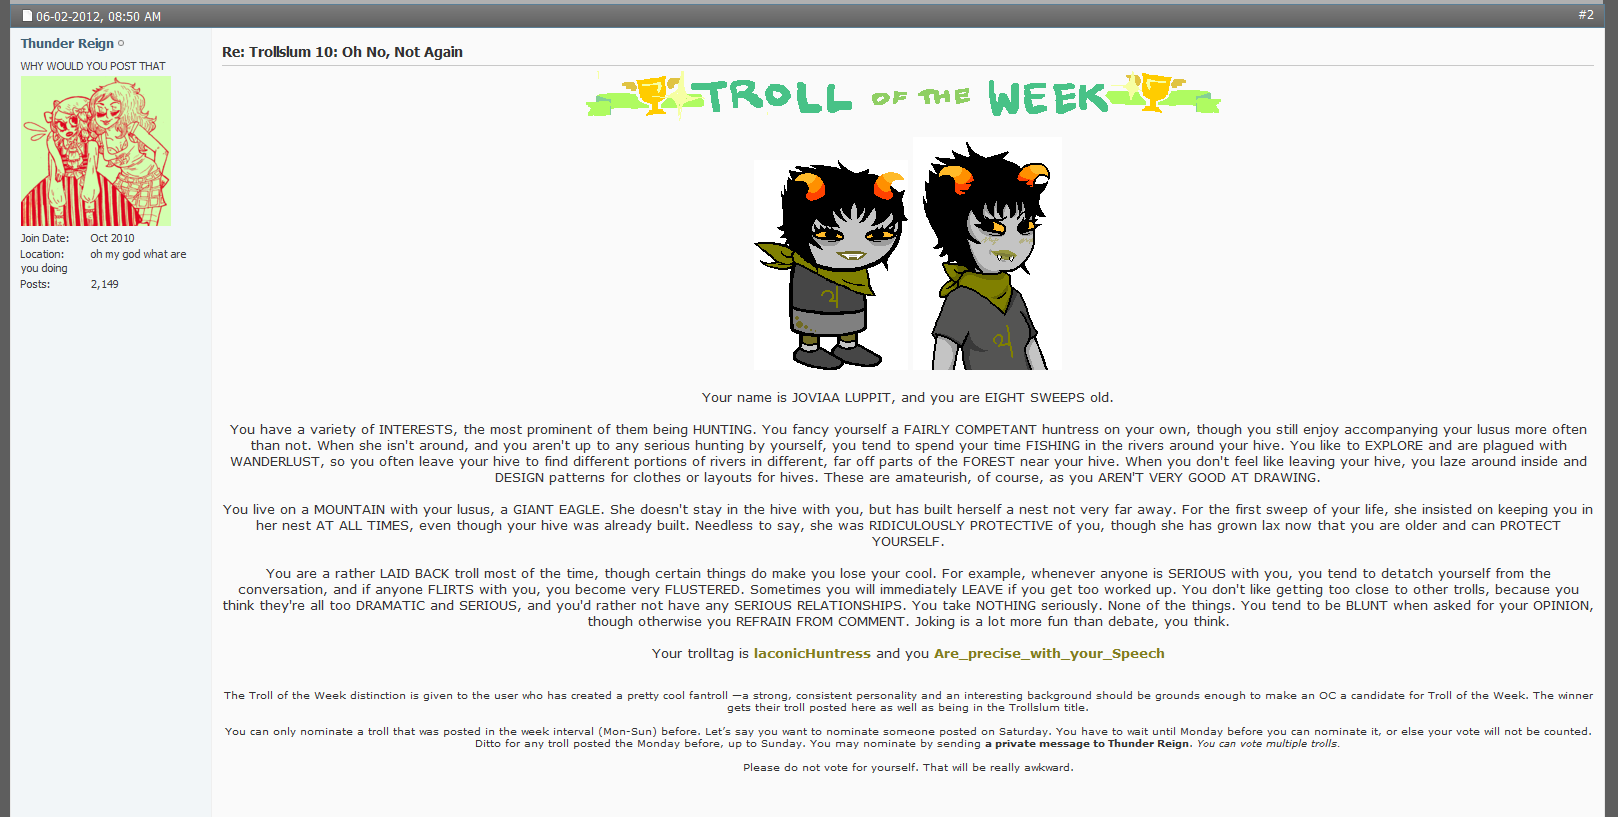 06-02-2012, 08:50 AM
#2
Thunder Reign
WHY WOULD YOU POST THAT
Join Date: Oct 2010
Location: oh my god what are
you doing
Posts: 2,149
Re: Trollslum 10: Oh No, Not Again
TROLL OF THE WEEK
Your name is JOVIAA LUPPIT, and you are EIGHT SWEEPS old.
You have a variety of INTERESTS, the most prominent of them being HUNTING. You fancy yourself a FAIRLY COMPETANT huntress on your own, though you still enjoy accompanying your lusus more often
than not. When she isn't around, and you aren't up to any serious hunting by yourself, you tend to spend your time FISHING in the rivers around your hive. You like to EXPLORE and are plagued with
WANDERLUST, so you often leave your hive to find different portions of rivers in different, far off parts of the FOREST near your hive. When you don't feel like leaving your hive, you laze around inside and
DESIGN patterns for clothes or layouts for hives. These are amateurish, of course, as you AREN'T VERY GOOD AT DRAWING.
You live on a MOUNTAIN with your lusus, a GIANT EAGLE. She doesn't stay in the hive with you, but has built herself a nest not very far away. For the first sweep of your life, she insisted on keeping you in
her nest AT ALL TIMES, even though your hive was already built. Needless to say, she was RIDICULOUSLY PROTECTIVE of you, though she has grown lax now that you are older and can PROTECT
YOURSELF.
You are a rather LAID BACK troll most of the time, though certain things do make you lose your cool. For example, whenever anyone is SERIOUS with you, you tend to detatch yourself from the
conversation, and if anyone FLIRTS with you, you become very FLUSTERED. Sometimes you will immediately LEAVE if you get too worked up. You don't like getting too close to other trolls, because you
think they're all too DRAMATIC and SERIOUS, and you'd rather not have any SERIOUS RELATIONSHIPS. You take NOTHING seriously. None of the things. You tend to be BLUNT when asked for your OPINION,
though otherwise you REFRAIN FROM COMMENT. Joking is a lot more fun than debate, you think.
Your trolltag is laconicHuntress and you Are_precise_with_your_Speech
The Troll of the Week distinction is given to the user who has created a pretty cool fantroll —a strong, consistent personality and an interesting background should be grounds enough to make an OC a candidate for Troll of the Week. The winner
gets their troll posted here as well as being in the Trollslum title.
You can only nominate a troll that was posted in the week interval (Mon-Sun) before. Let's say you want to nominate someone posted on Saturday. You have to wait until Monday before you can nominate it, or else your vote will not be counted.
Ditto for any troll posted the Monday before, up to Sunday. You may nominate by sending a private message to Thunder Reign. You can vote multiple trolls.
Please do not vote for yourself. That will be really awkward.